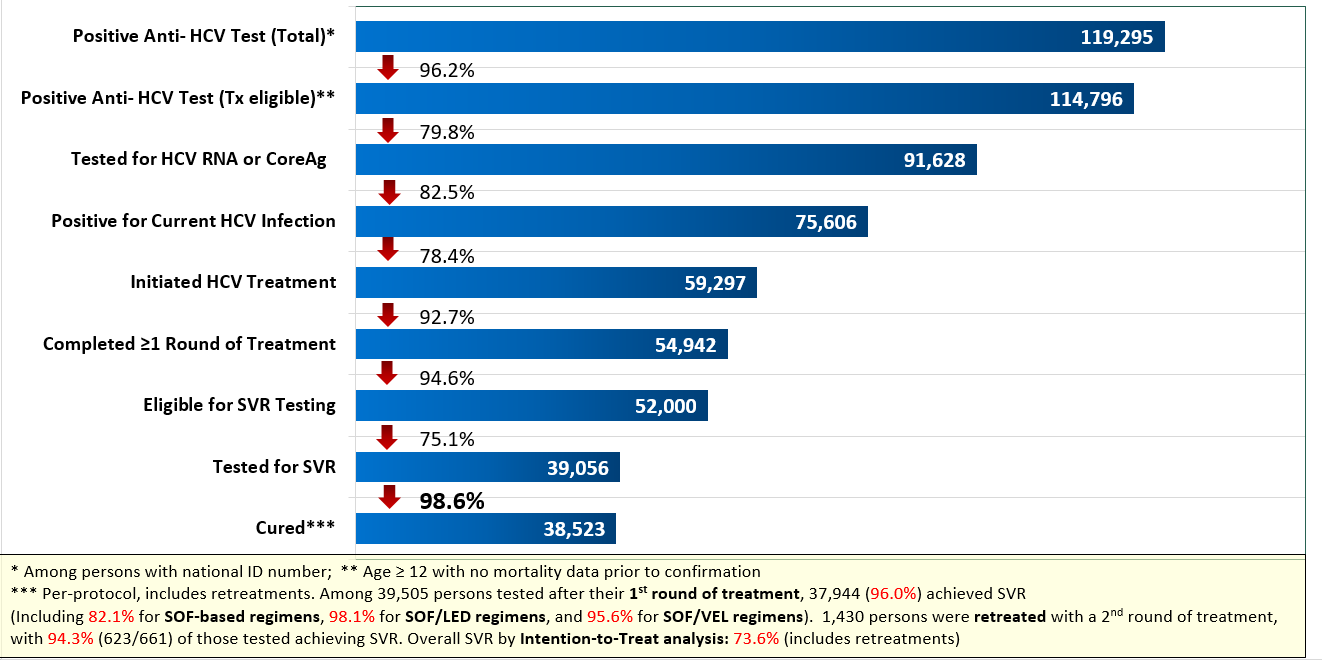 Positive Anti- HCV Test (Total)* 119,295
96.2%
Positive Anti- HCV Test (Tx eligible)** 114,796
79.8%
Tested for HCV RNA or CoreAg 91,628
82.5%
Positive for Current HCV Infection 75,606
78.4%
Initiated HCV Treatment 59,297
92.7%
Completed ≥1 Round of Treatment 54,942
94.6%
Eligible for SVR Testing 52,000
75.1%
Tested for SVR 39,056
98.6%
Cured*** 38,523
* Among persons with national ID number; ** Age ≥ 12 with no mortality data prior to confirmation
*** Per-protocol, includes retreatments. Among 39,505 persons tested after their 1st round of treatment, 37,944 (96.0%) achieved SVR
(Including 82.1% for SOF-based regimens, 98.1% for SOF/LED regimens, and 95.6% for SOF/VEL regimens). 1,430 persons were retreated with a 2nd round of treatment,
with 94.3% (623/661) of those tested achieving SVR. Overall SVR by Intention-to-Treat analysis: 73.6% (includes retreatments)